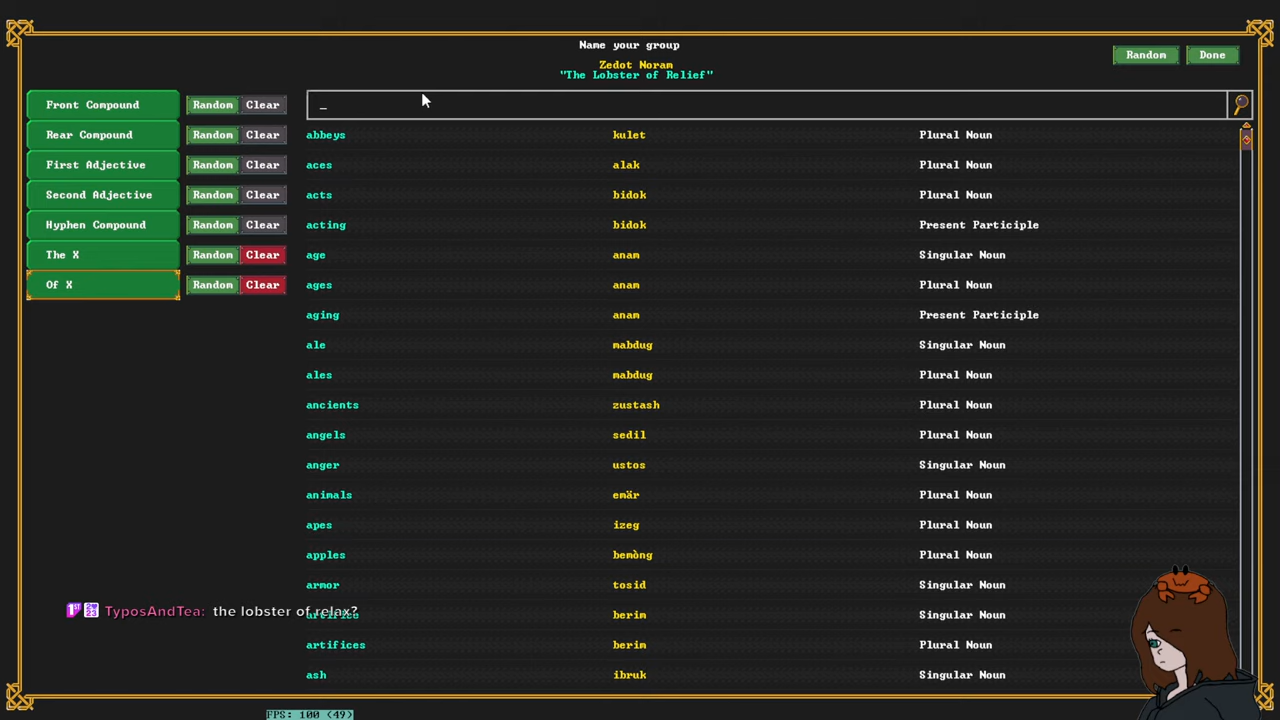 Name your group
Zedot Noram
"The Lobster of Relief"
Random Done
Front Compound Random Clear _
Rear Compound Random Clear abbeys kulet Plural Noun
First Adjective Random Clear aces alak Plural Noun
Second Adjective Random Clear acts bidok Plural Noun
Hyphen Compound Random Clear acting bidok Present Participle
The X Random Clear age anam Singular Noun
Of X Random Clear ages anam Plural Noun
aging anam Present Participle
ale mabdug Singular Noun
ales mabdug Plural Noun
ancients zustash Plural Noun
angels sedil Plural Noun
anger ustos Singular Noun
animals emär Plural Noun
apes izeg Plural Noun
apples bemòng Plural Noun
armor tosid Singular Noun
TyposAndTea: the lobster of relax?
artifice berim Singular Noun
artifices berim Plural Noun
ash ibruk Singular Noun
FPS: 100 (49)